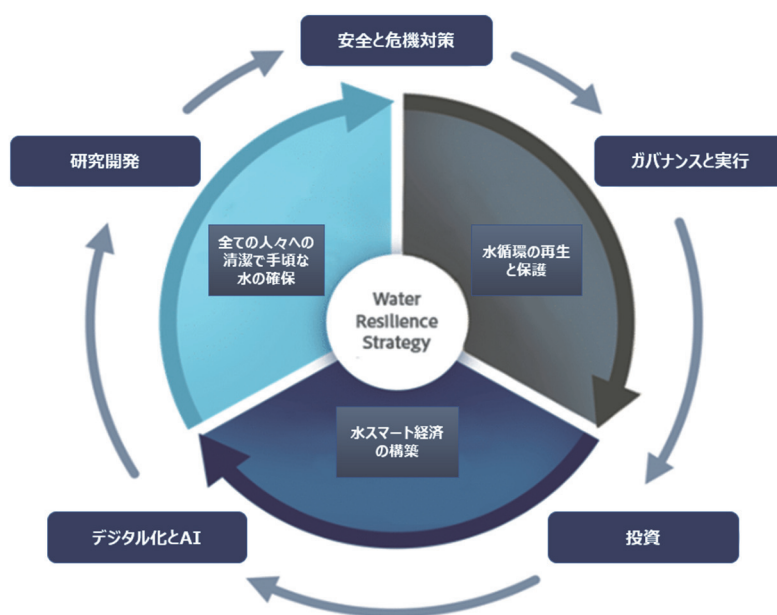 安全と危機対策
研究開発
ガバナンスと実行
全ての人々への
清潔で手頃な
水の確保
水循環の再生
と保護
Water
Resilience
Strategy
水スマート経済
の構築
デジタル化とAI
投資